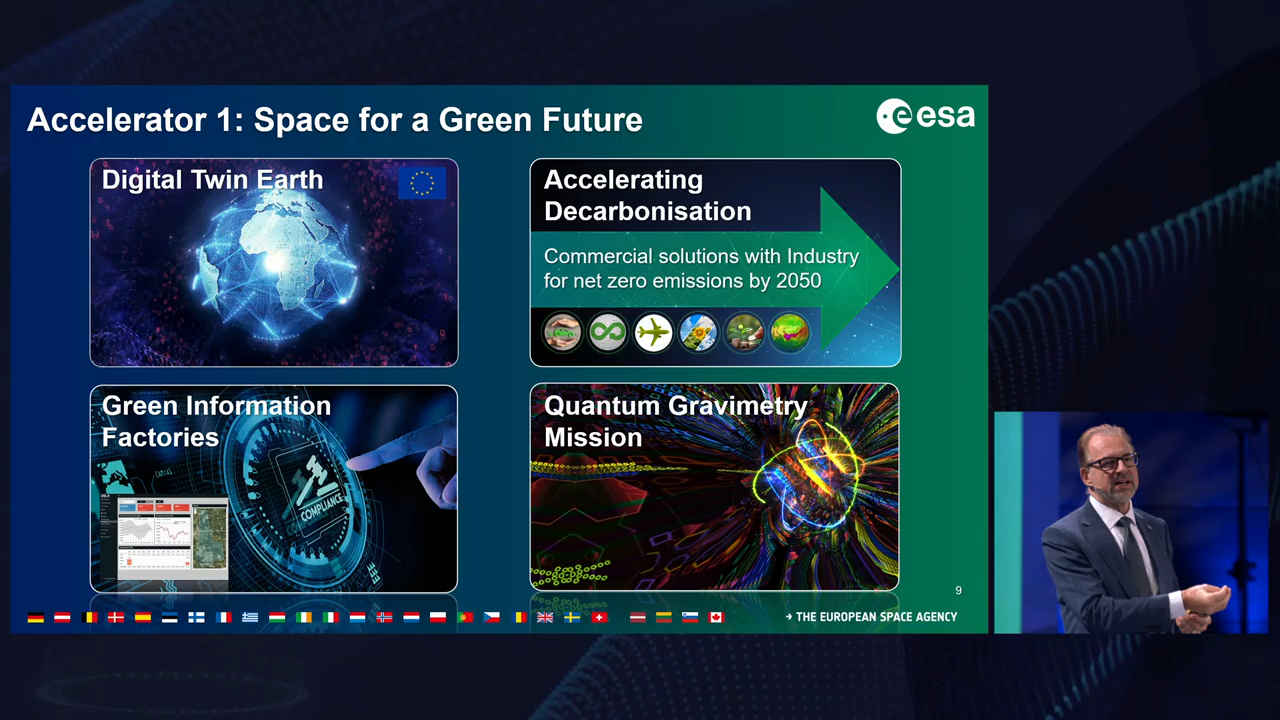 Accelerator 1: Space for a Green Future
esa
Digital Twin Earth
Accelerating
Decarbonisation
Commercial solutions with Industry
for net zero emissions by 2050
Green Information
Factories
COMPLIANCE
Quantum Gravimetry
Mission
9
→ THE EUROPEAN SPACE AGENCY